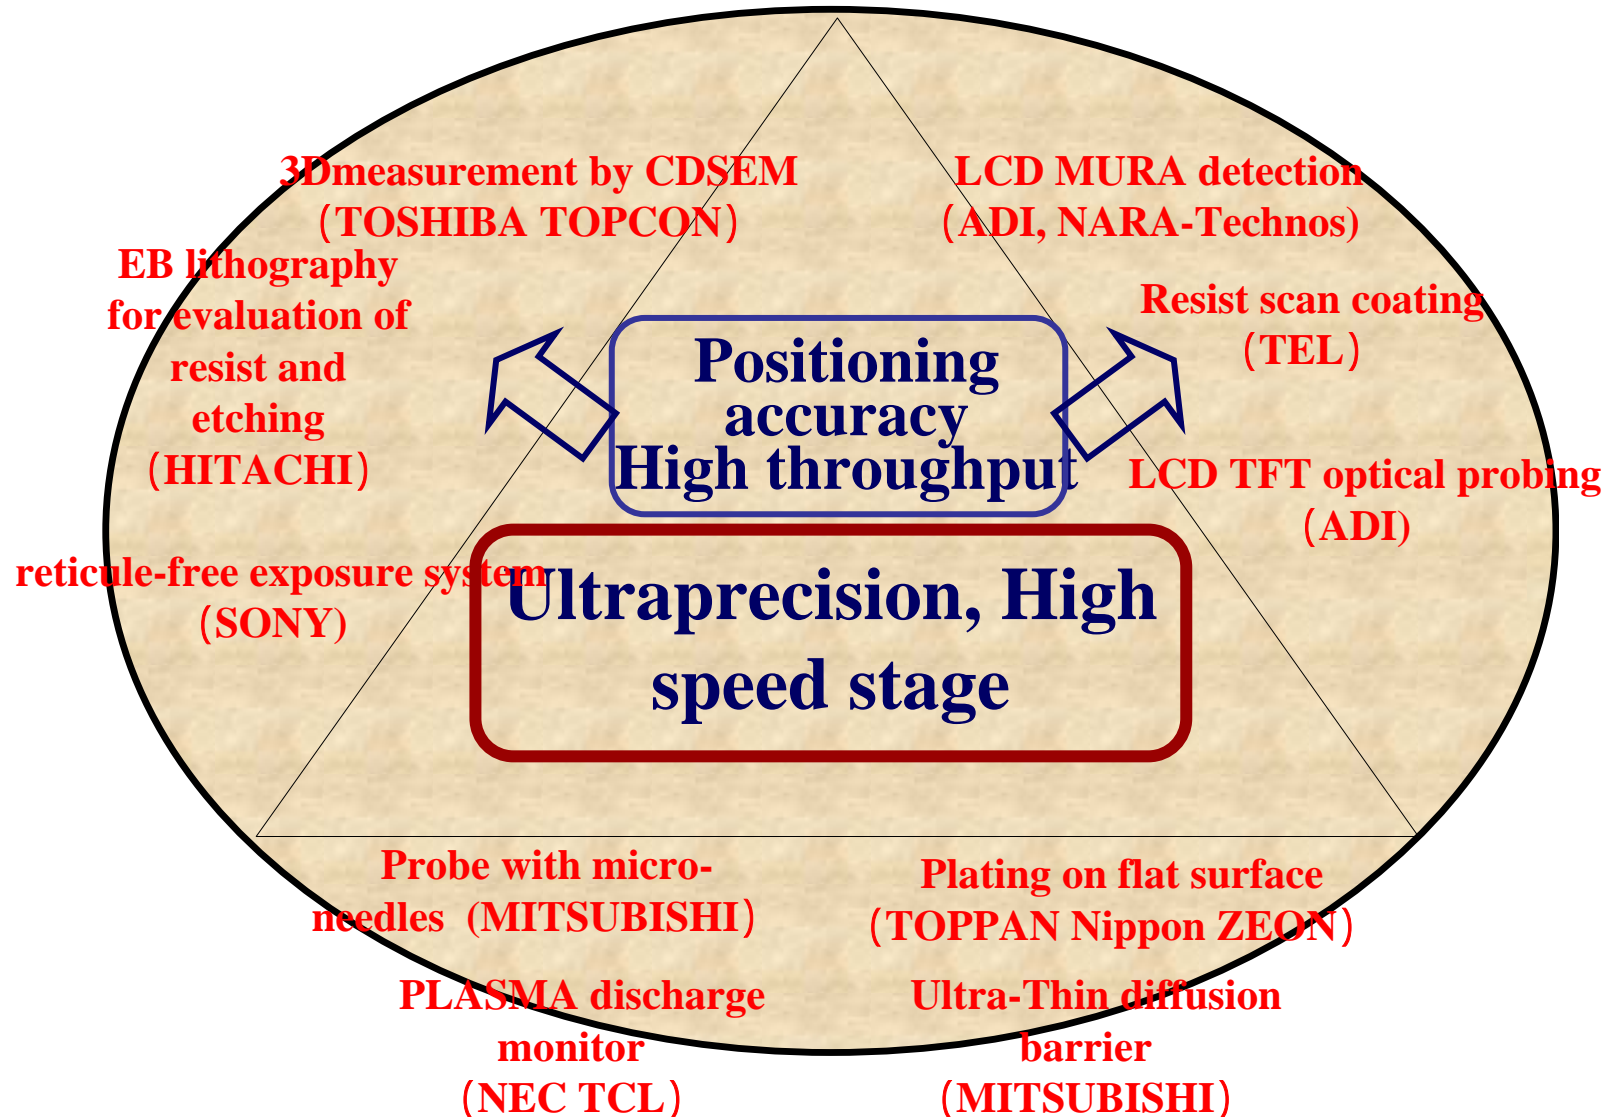 3Dmeasurement by CDSEM
（TOSHIBA TOPCON）
LCD MURA detection
（ADI, NARA-Technos)
EB lithography
for evaluation of
resist and
etching
（HITACHI）
Resist scan coating
（TEL）
Positioning
accuracy
High throughput
LCD TFT optical probing
（ADI)
reticule-free exposure system
（SONY)
Ultraprecision, High
speed stage
Probe with micro-
needles  (MITSUBISHI）
Plating on flat surface
（TOPPAN Nippon ZEON）
PLASMA discharge
monitor
（NEC TCL）
Ultra-Thin diffusion
barrier
（MITSUBISHI）